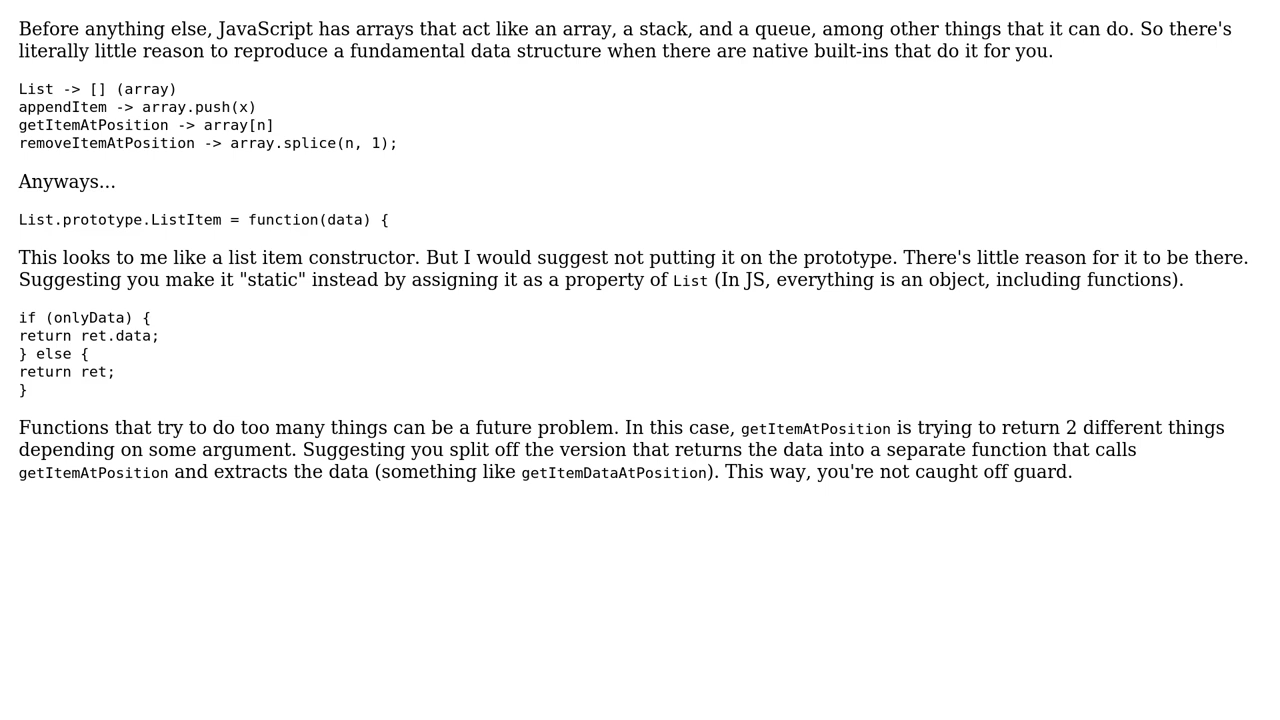 Before anything else, JavaScript has arrays that act like an array, a stack, and a queue, among other things that it can do. So there's
literally little reason to reproduce a fundamental data structure when there are native built-ins that do it for you.
List -> [] (array)
appendItem -> array.push(x)
getItemAtPosition -> array[n]
removeItemAtPosition -> array.splice(n, 1);
Anyways...
List.prototype.ListItem = function(data) {
This looks to me like a list item constructor. But I would suggest not putting it on the prototype. There's little reason for it to be there.
Suggesting you make it "static" instead by assigning it as a property of List (In JS, everything is an object, including functions).
if (onlyData) {
return ret.data;
} else {
return ret;
}
Functions that try to do too many things can be a future problem. In this case, getItemAtPosition is trying to return 2 different things
depending on some argument. Suggesting you split off the version that returns the data into a separate function that calls
getItemAtPosition and extracts the data (something like getItemDataAtPosition). This way, you're not caught off guard.